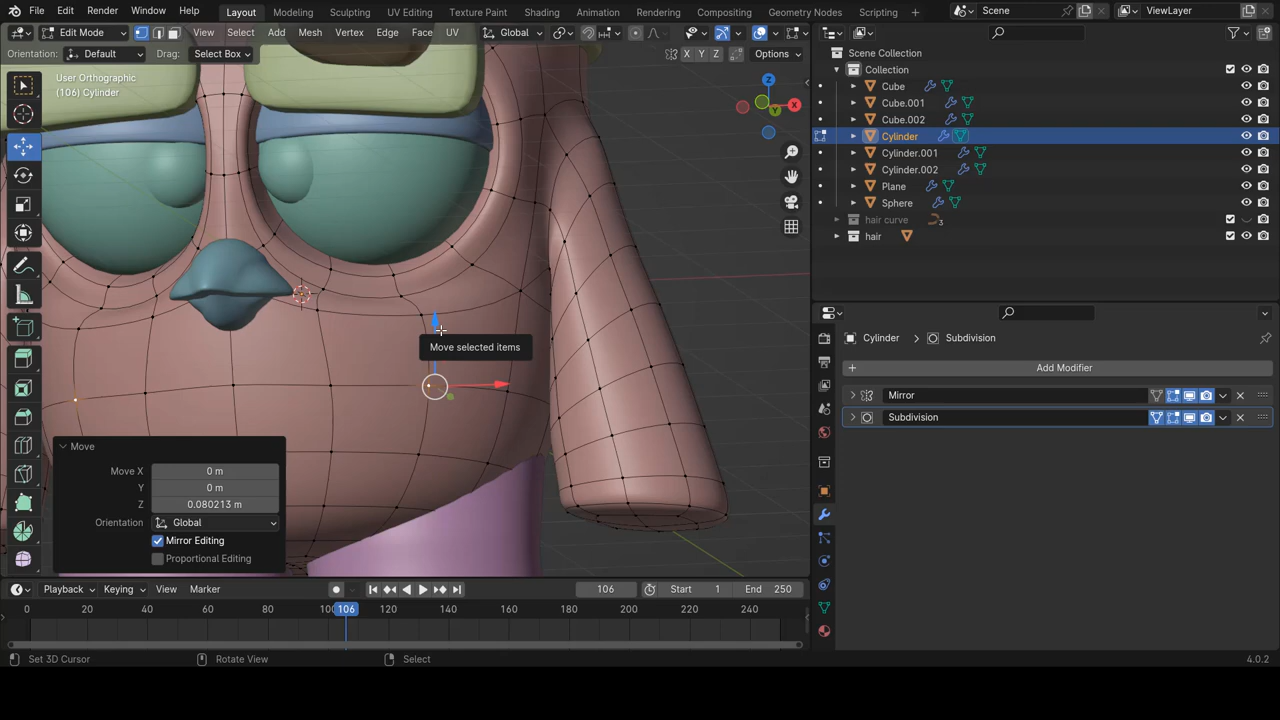 File Edit Render Window Help Layout Modeling Sculpting UV Editing Texture Paint Shading Animation Rendering Compositing Geometry Nodes Scripting Scene ViewLayer
Edit Mode View Select Add Mesh Vertex Edge Face UV Global
Orientation: Default Drag: Select Box X Y Z Options
User Orthographic
(106) Cylinder
Z
X
Y
Move selected items
Move
Move X 0 m
Y 0 m
Z 0.080213 m
Orientation Global
Mirror Editing
Proportional Editing
Scene Collection
Collection
Cube
Cube.001
Cube.002
Cylinder
Cylinder.001
Cylinder.002
Plane
Sphere
hair curve 3
hair
Cylinder > Subdivision
Add Modifier
Mirror
Subdivision
Playback Keying View Marker 106 Start 1 End 250
0 20 40 60 80 100 106 120 140 160 180 200 220 240
Set 3D Cursor Rotate View Select 4.0.2